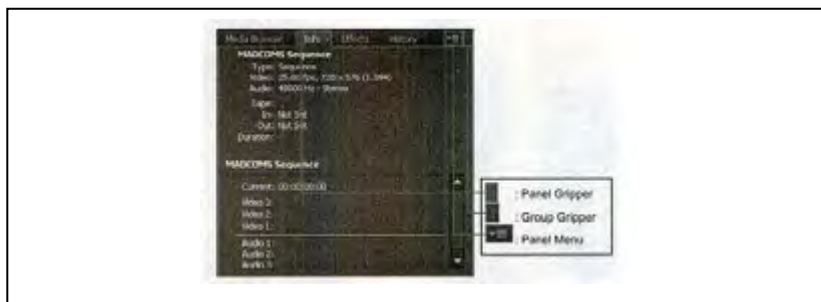 Media Browser Info Effects History
MADCOMS Sequence
Type: Sequence
Video: 25.00 fps, 720 x 576 (1.094)
Audio: 48000 Hz - Stereo
Tape:
In: Not Set
Out: Not Set
Duration:
MADCOMS Sequence
Current: 00:00:00:00
Video 3:
Video 2:
Video 1:
Audio 1:
Audio 2:
Audio 3:
: Panel Gripper
: Group Gripper
: Panel Menu